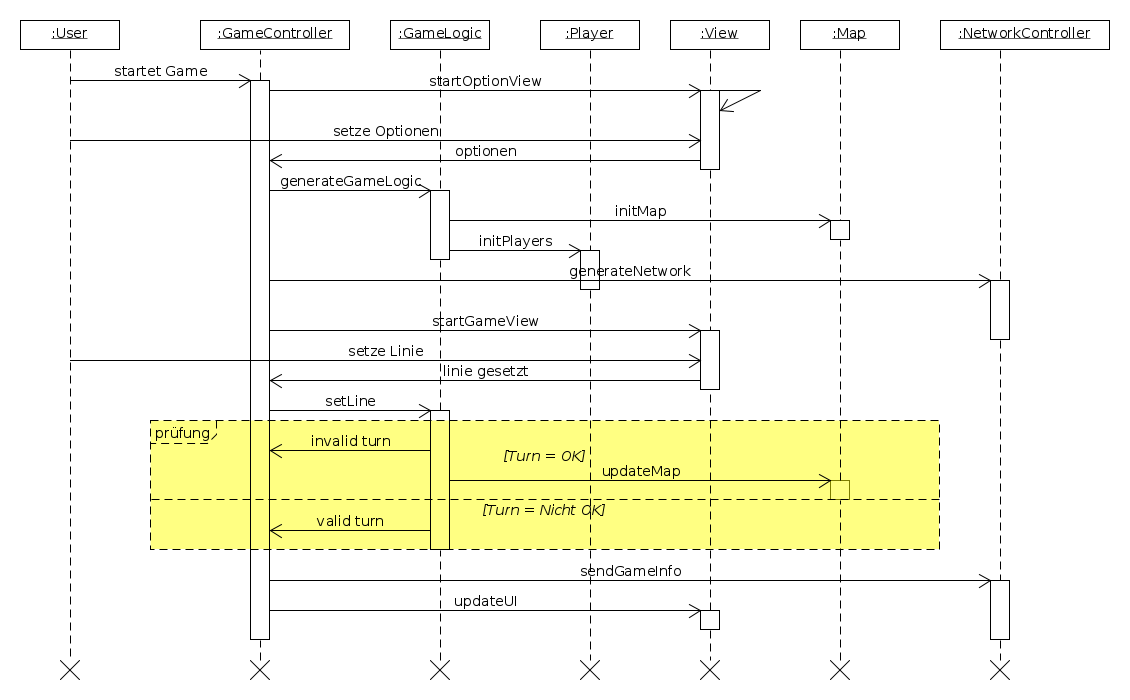 :User
:GameController
:GameLogic
:Player
:View
:Map
:NetworkController
startet Game
startOptionView
setze Optionen
optionen
generateGameLogic
initMap
initPlayers
generateNetwork
startGameView
setze Linie
linie gesetzt
setLine
prüfung
invalid turn
[Turn = OK]
updateMap
[Turn = Nicht OK]
valid turn
sendGameInfo
updateUI